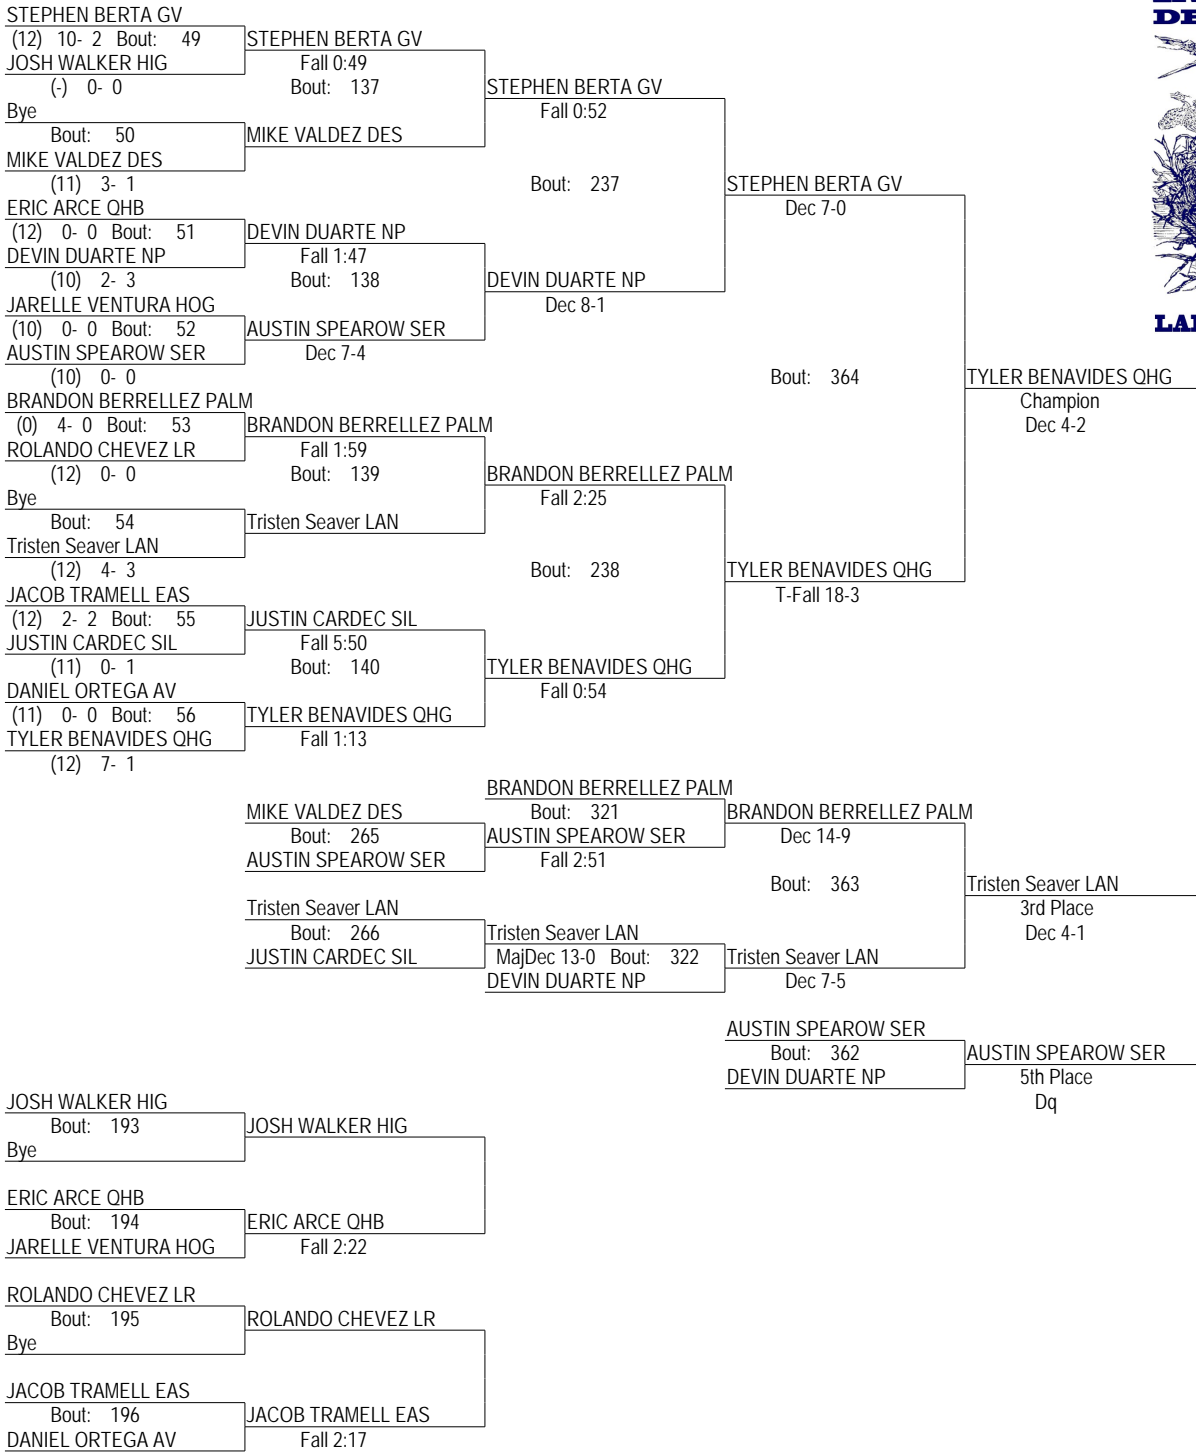 STEPHEN BERTA GV
(12) 10- 2 Bout: 49
STEPHEN BERTA GV
JOSH WALKER HIG
Fall 0:49
(-) 0- 0
Bout: 137
STEPHEN BERTA GV
Bye
Fall 0:52
Bout: 50
MIKE VALDEZ DES
MIKE VALDEZ DES
(11) 3- 1
Bout: 237
STEPHEN BERTA GV
ERIC ARCE QHB
Dec 7-0
(12) 0- 0 Bout: 51
DEVIN DUARTE NP
DEVIN DUARTE NP
Fall 1:47
(10) 2- 3
Bout: 138
DEVIN DUARTE NP
JARELLE VENTURA HOG
Dec 8-1
(10) 0- 0 Bout: 52
AUSTIN SPEAROW SER
AUSTIN SPEAROW SER
Dec 7-4
(10) 0- 0
Bout: 364
TYLER BENAVIDES QHG
BRANDON BERRELLEZ PALM
Champion
(0) 4- 0 Bout: 53
BRANDON BERRELLEZ PALM
Dec 4-2
ROLANDO CHEVEZ LR
Fall 1:59
(12) 0- 0
Bout: 139
BRANDON BERRELLEZ PALM
Bye
Fall 2:25
Bout: 54
Tristen Seaver LAN
Tristen Seaver LAN
(12) 4- 3
Bout: 238
TYLER BENAVIDES QHG
JACOB TRAMELL EAS
T-Fall 18-3
(12) 2- 2 Bout: 55
JUSTIN CARDEC SIL
JUSTIN CARDEC SIL
Fall 5:50
(11) 0- 1
Bout: 140
TYLER BENAVIDES QHG
DANIEL ORTEGA AV
Fall 0:54
(11) 0- 0 Bout: 56
TYLER BENAVIDES QHG
TYLER BENAVIDES QHG
Fall 1:13
(12) 7- 1
BRANDON BERRELLEZ PALM
MIKE VALDEZ DES
Bout: 321
BRANDON BERRELLEZ PALM
Bout: 265
AUSTIN SPEAROW SER
Dec 14-9
AUSTIN SPEAROW SER
Fall 2:51
Bout: 363
Tristen Seaver LAN
Tristen Seaver LAN
3rd Place
Bout: 266
Tristen Seaver LAN
Dec 4-1
JUSTIN CARDEC SIL
MajDec 13-0 Bout: 322
Tristen Seaver LAN
DEVIN DUARTE NP
Dec 7-5
AUSTIN SPEAROW SER
Bout: 362
AUSTIN SPEAROW SER
DEVIN DUARTE NP
5th Place
Dq
JOSH WALKER HIG
Bout: 193
JOSH WALKER HIG
Bye
ERIC ARCE QHB
Bout: 194
ERIC ARCE QHB
JARELLE VENTURA HOG
Fall 2:22
ROLANDO CHEVEZ LR
Bout: 195
ROLANDO CHEVEZ LR
Bye
JACOB TRAMELL EAS
Bout: 196
JACOB TRAMELL EAS
DANIEL ORTEGA AV
Fall 2:17